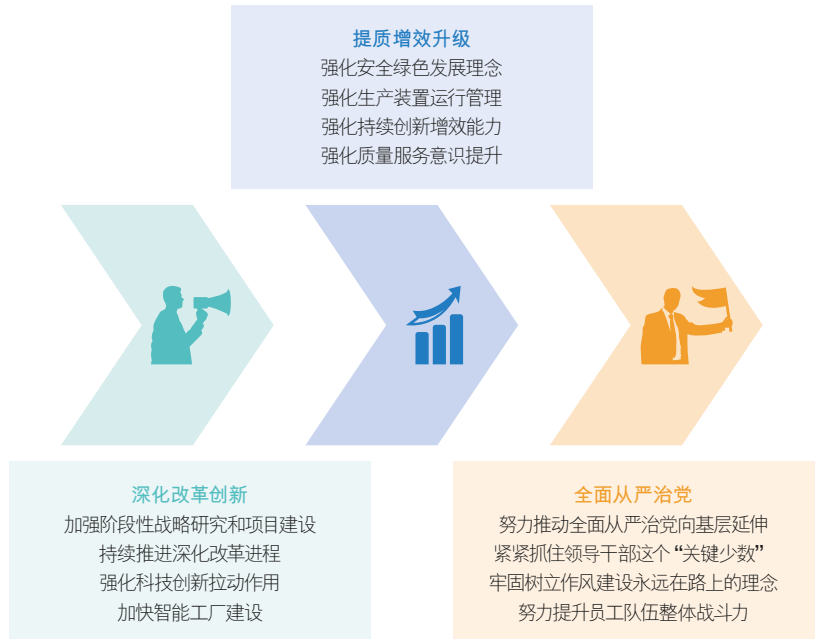 提质增效升级
强化安全绿色发展理念
强化生产装置运行管理
强化持续创新增效能力
强化质量服务意识提升
深化改革创新
加强阶段性战略研究和项目建设
持续推进深化改革进程
强化科技创新拉动作用
加快智能工厂建设
全面从严治党
努力推动全面从严治党向基层延伸
紧紧抓住领导干部这个“关键少数”
牢固树立作风建设永远在路上的理念
努力提升员工队伍整体战斗力